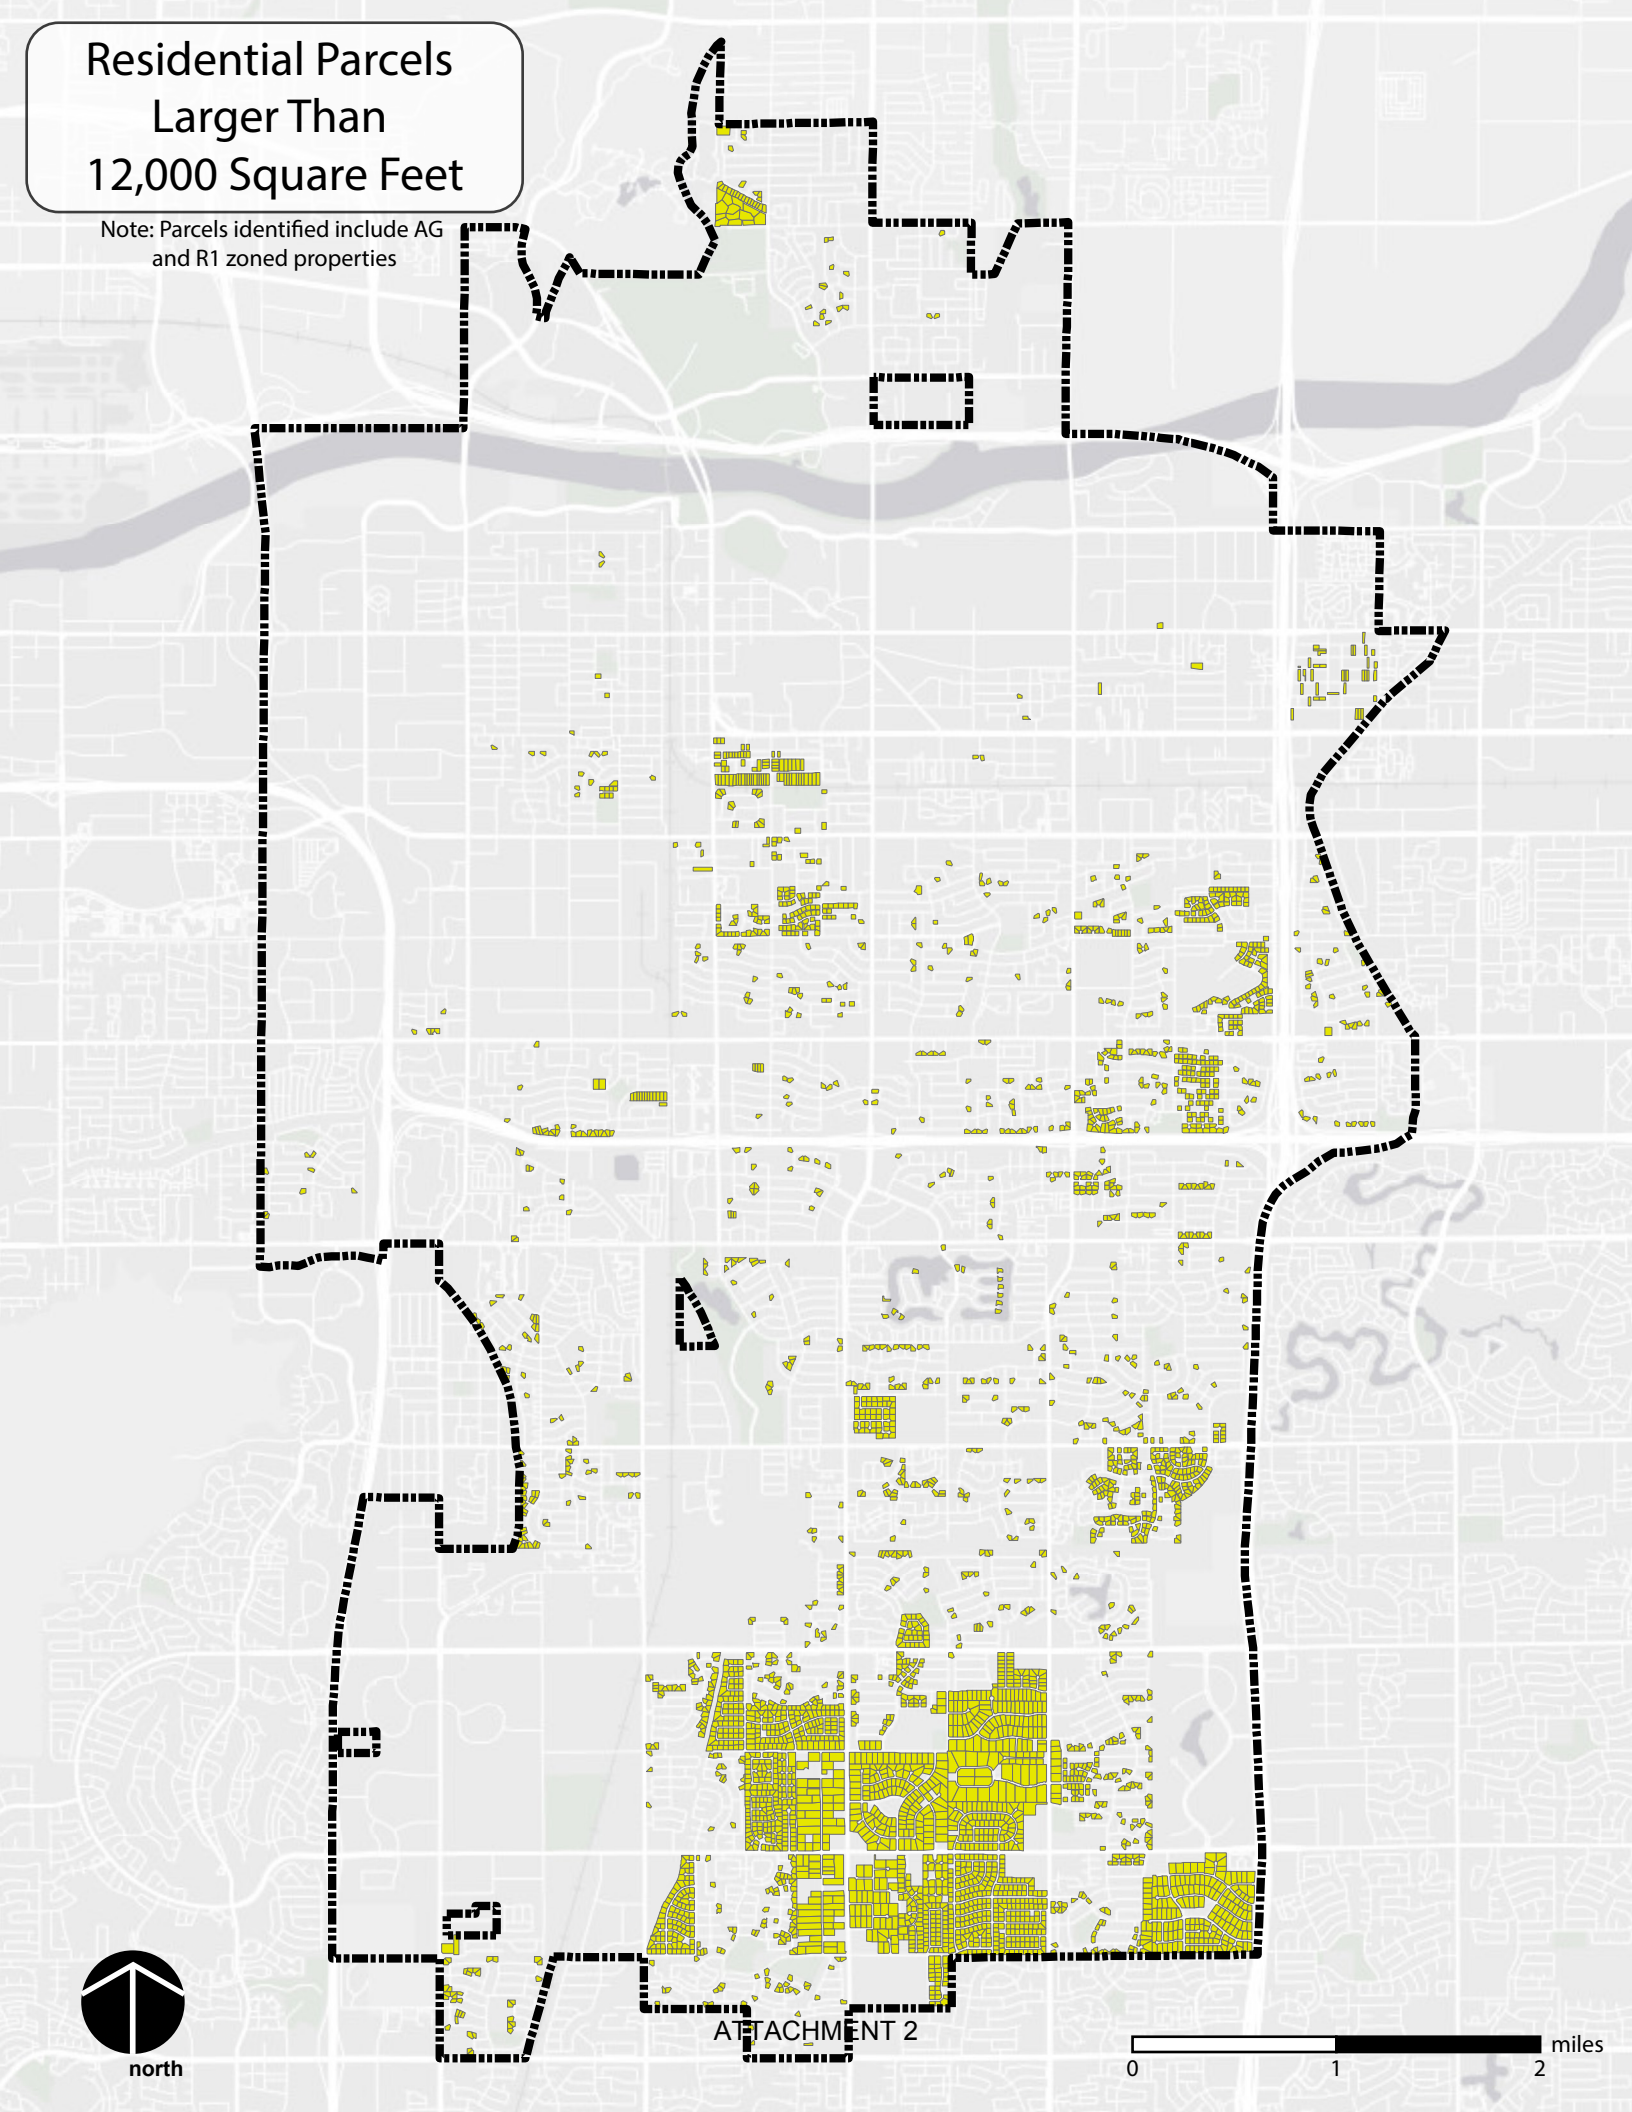 Residential Parcels
Larger Than
12,000 Square Feet
Note: Parcels identified include AG
and R1 zoned properties
ATTACHMENT 2
north
miles
0 1 2